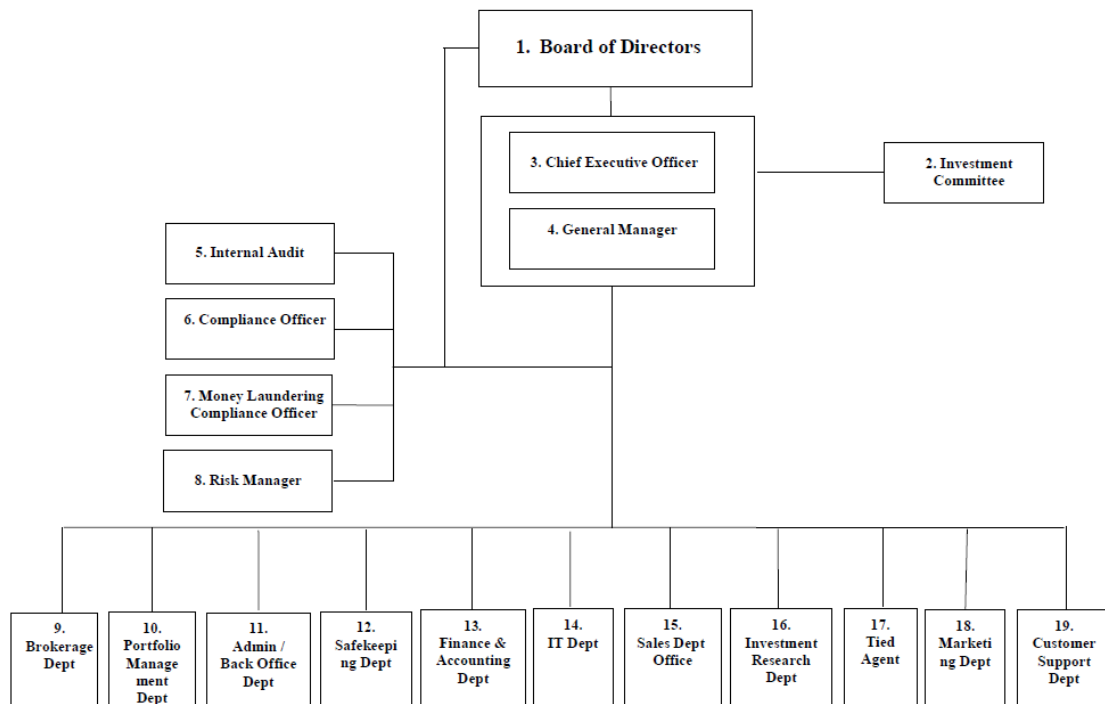 1. Board of Directors
3. Chief Executive Officer
2. Investment
Committee
4. General Manager
5. Internal Audit
6. Compliance Officer
7. Money Laundering
Compliance Officer
8. Risk Manager
9.
Brokerage
Dept
10.
Portfolio
Manage
ment
Dept
11.
Admin /
Back Office
Dept
12.
Safekeepi
ng Dept
13.
Finance &
Accounting
Dept
14.
IT Dept
15.
Sales Dept
Office
16.
Investment
Research
Dept
17.
Tied
Agent
18.
Marketi
ng Dept
19.
Customer
Support
Dept